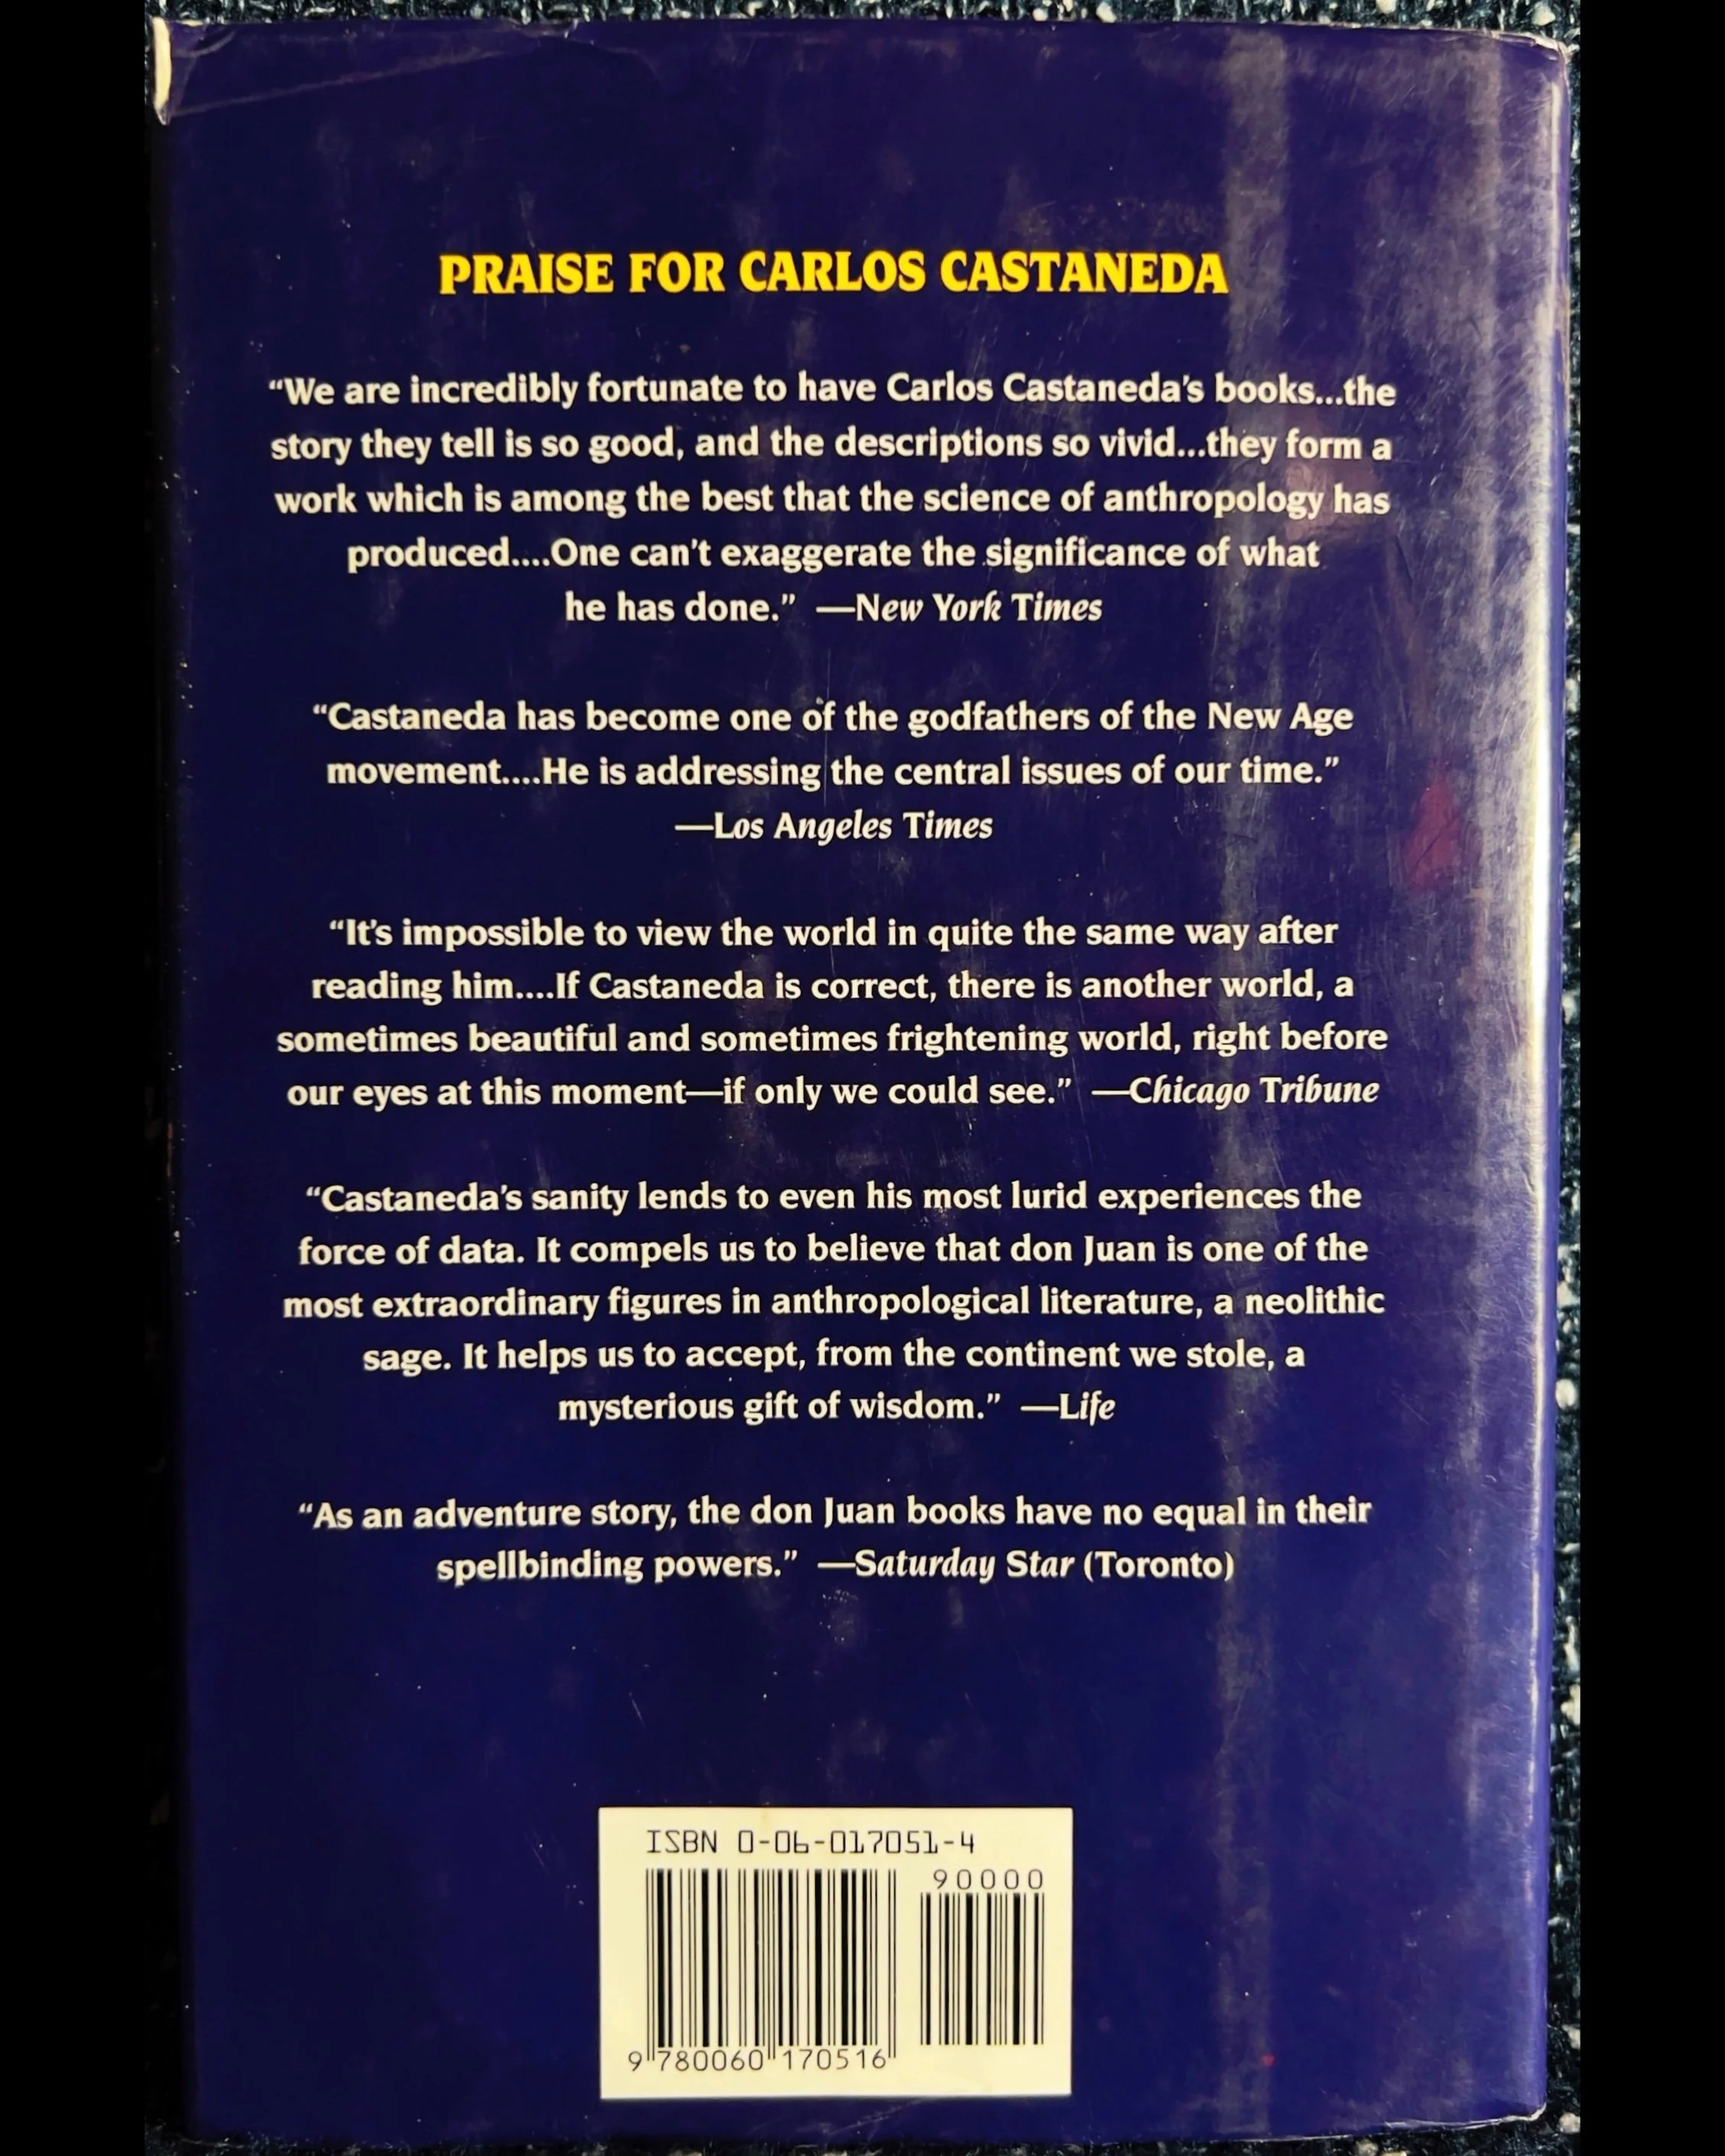 PRAISE FOR CARLOS CASTANEDA
“We are incredibly fortunate to have Carlos Castaneda’s books...the
story they tell is so good, and the descriptions so vivid...they form a
work which is among the best that the science of anthropology has
produced....One can’t exaggerate the significance of what
he has done.” —New York Times
“Castaneda has become one of the godfathers of the New Age
movement....He is addressing the central issues of our time.”
—Los Angeles Times
“It’s impossible to view the world in quite the same way after
reading him....If Castaneda is correct, there is another world, a
sometimes beautiful and sometimes frightening world, right before
our eyes at this moment—if only we could see.” —Chicago Tribune
“Castaneda’s sanity lends to even his most lurid experiences the
force of data. It compels us to believe that don Juan is one of the
most extraordinary figures in anthropological literature, a neolithic
sage. It helps us to accept, from the continent we stole, a
mysterious gift of wisdom.” —Life
“As an adventure story, the don Juan books have no equal in their
spellbinding powers.” —Saturday Star (Toronto)
ISBN 0-06-017051-4
90000
9 780060 170516